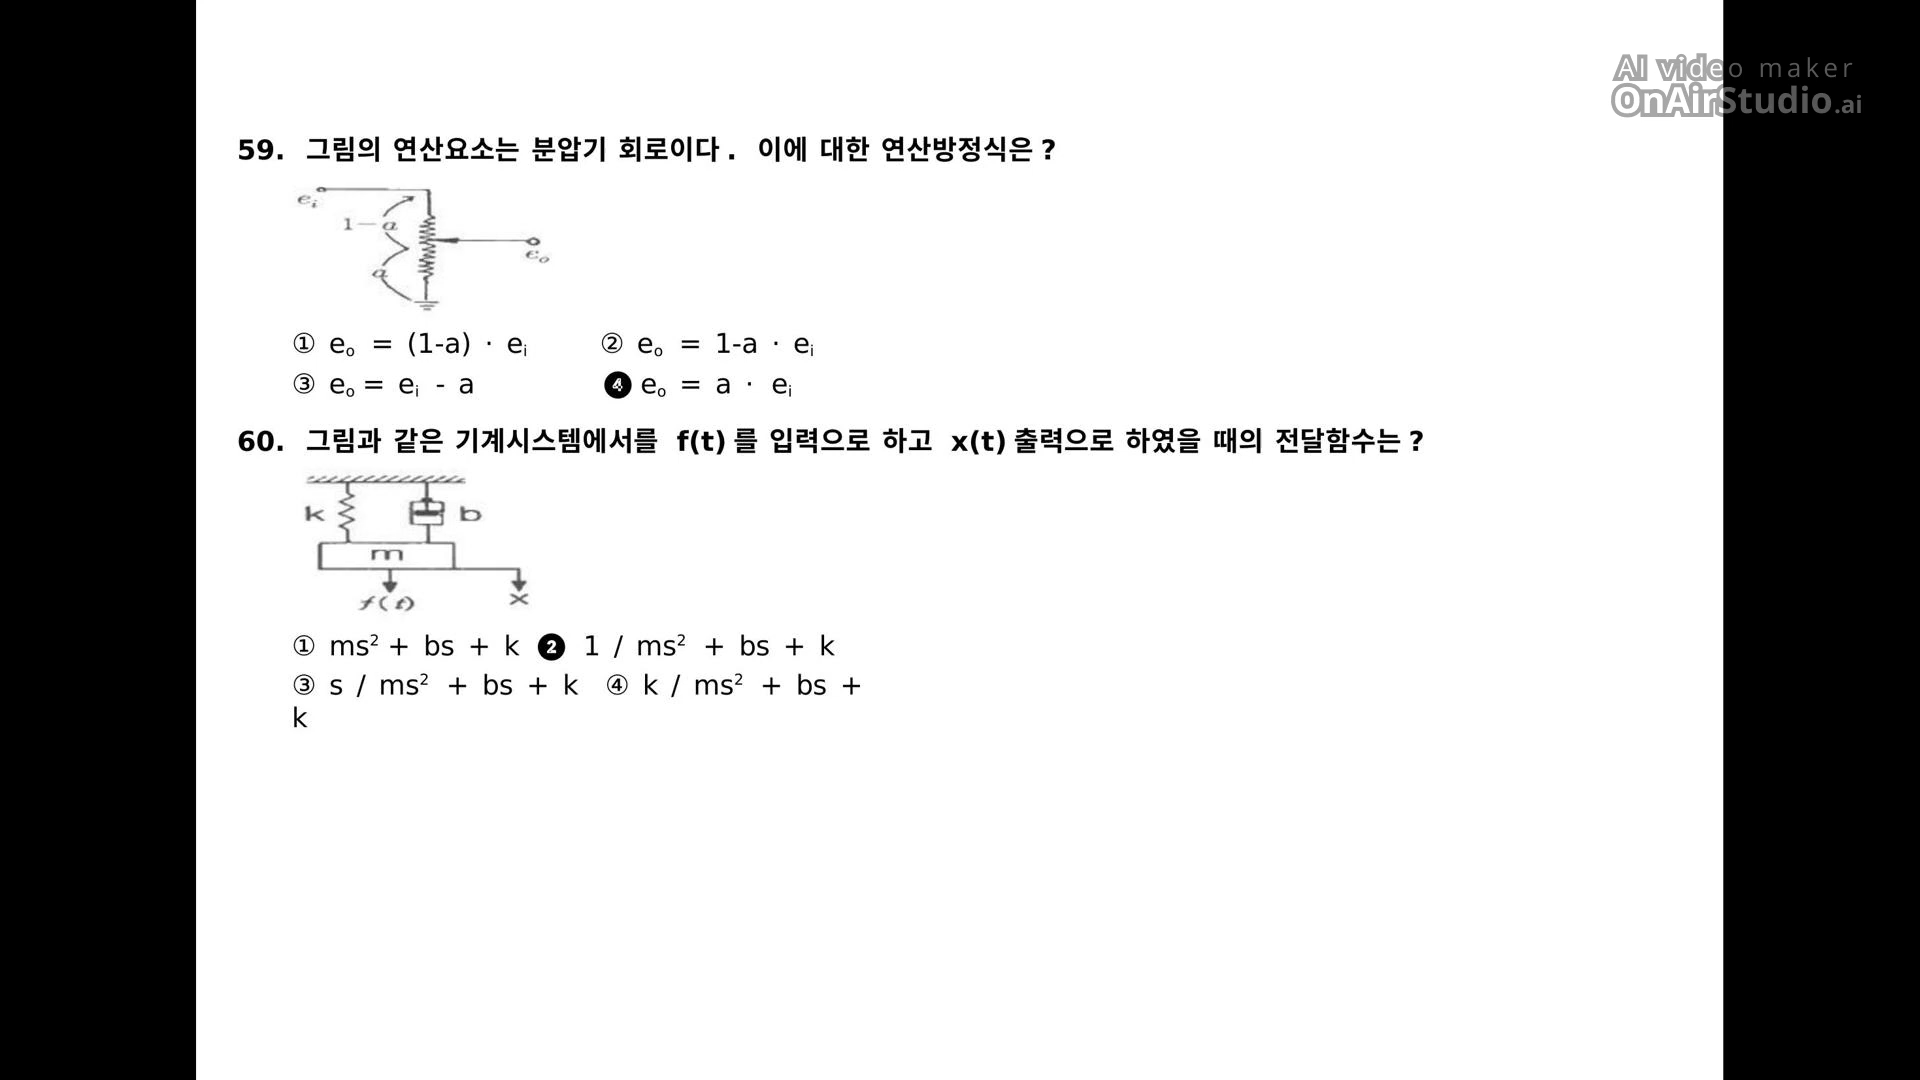 AI video maker
OnAirStudio.ai
59. 그림의 연산요소는 분압기 회로이다. 이에 대한 연산방정식은?
eᵢ
1-a
a
eₒ
① eₒ = (1-a) · eᵢ ② eₒ = 1-a · eᵢ
③ eₒ = eᵢ - a ❹ eₒ = a · eᵢ
60. 그림과 같은 기계시스템에서를 f(t)를 입력으로 하고 x(t)출력으로 하였을 때의 전달함수는?
k b
m
f(t) x
① ms² + bs + k ❷ 1 / ms² + bs + k
③ s / ms² + bs + k ④ k / ms² + bs +
k